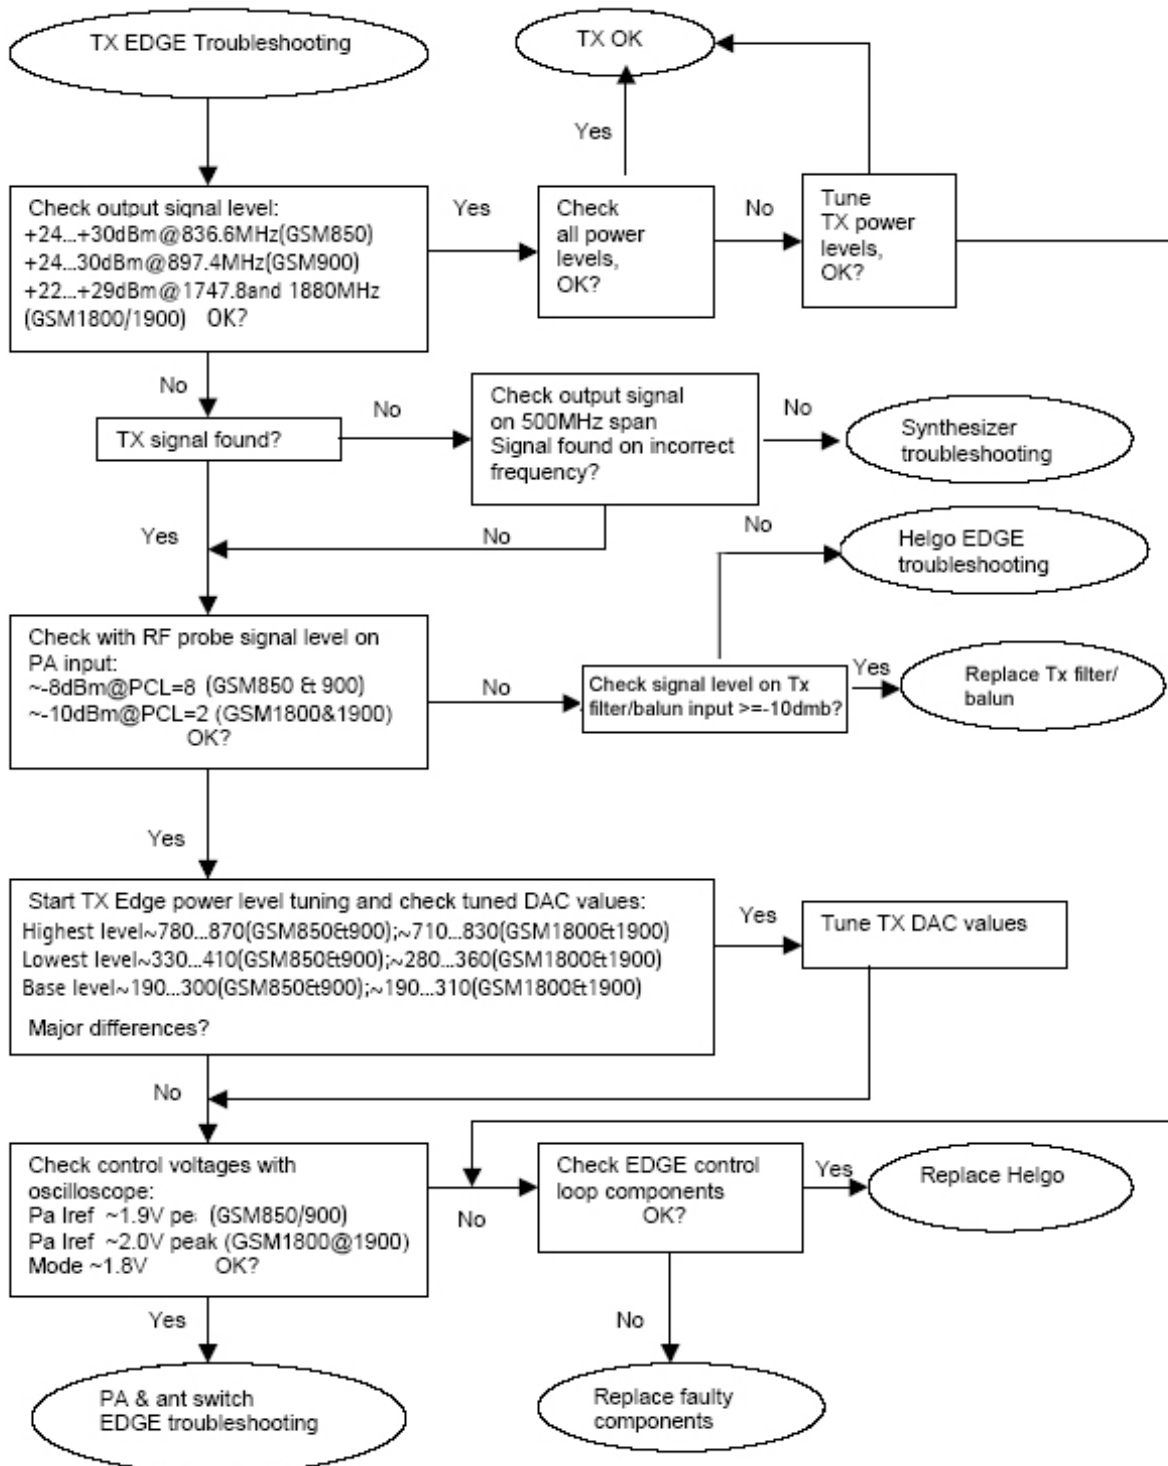 TX EDGE Troubleshooting
TX OK
Yes
Check output signal level:
+24...+30dBm@836.6MHz(GSM850)
+24...30dBm@897.4MHz(GSM900)
+22...+29dBm@1747.8and 1880MHz
(GSM1800/1900) OK?
Yes
Check
all power
levels,
OK?
No
Tune
TX power
levels,
OK?
No
TX signal found?
No
Check output signal
on 500MHz span
Signal found on incorrect
frequency?
No
Synthesizer
troubleshooting
Yes
No
No
Helgo EDGE
troubleshooting
Check with RF probe signal level on
PA input:
~-8dBm@PCL=8 (GSM850 & 900)
~-10dBm@PCL=2 (GSM1800&1900)
OK?
No
Check signal level on Tx
filter/balun input >=-10dmb?
Yes
Replace Tx filter/
balun
Yes
Start TX Edge power level tuning and check tuned DAC values:
Highest level~780...870(GSM850&900);~710...830(GSM1800&1900)
Lowest level~330...410(GSM850&900);~280...360(GSM1800&1900)
Base level~190...300(GSM850&900);~190...310(GSM1800&1900)
Major differences?
Yes
Tune TX DAC values
No
Check control voltages with
oscilloscope:
Pa Iref ~1.9V pe (GSM850/900)
Pa Iref ~2.0V peak (GSM1800@1900)
Mode ~1.8V OK?
No
Check EDGE control
loop components
OK?
Yes
Replace Helgo
Yes
No
PA & ant switch
EDGE troubleshooting
Replace faulty
components